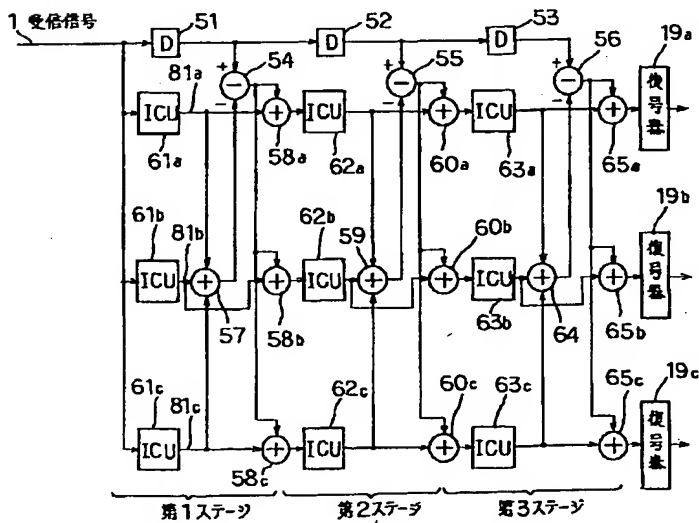 1 受信信号
D 51
D 52
D 53
19a
+
−
54
+
−
55
+
−
56
81a
ICU
61a
+
58a
ICU
62a
+
60a
ICU
63a
+
65a
復号器
61b
81b
ICU
+
57
+
58b
62b
ICU
59
+
+
60b
ICU
63b
+
64
+
65b
19b
復号器
61c
81c
ICU
+
58c
62c
ICU
60c
+
63c
ICU
65c
+
19c
復号器
第1ステージ
第2ステージ
第3ステージ